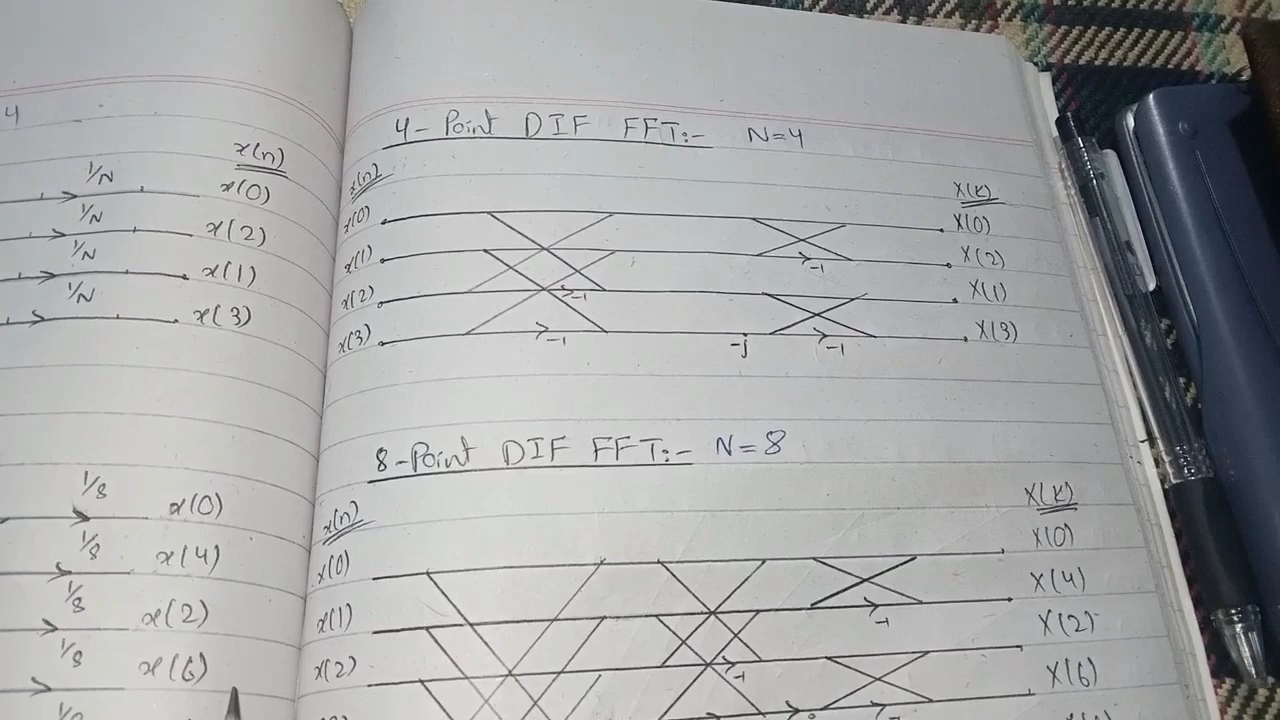 4
x(n)
1/N x(0)
1/N x(2)
1/N x(1)
1/N x(3)
1/8 x(0)
1/8 x(4)
1/8 x(2)
1/8 x(6)
4-Point DIF FFT:- N=4
x(n) X(k)
x(0) X(0)
x(1) -1 X(2)
x(2) -1 X(1)
x(3) -1 -j -1 X(3)
8-Point DIF FFT:- N=8
x(n) X(k)
x(0) X(0)
x(1) -1 X(4)
x(2) -1 X(2)
X(6)